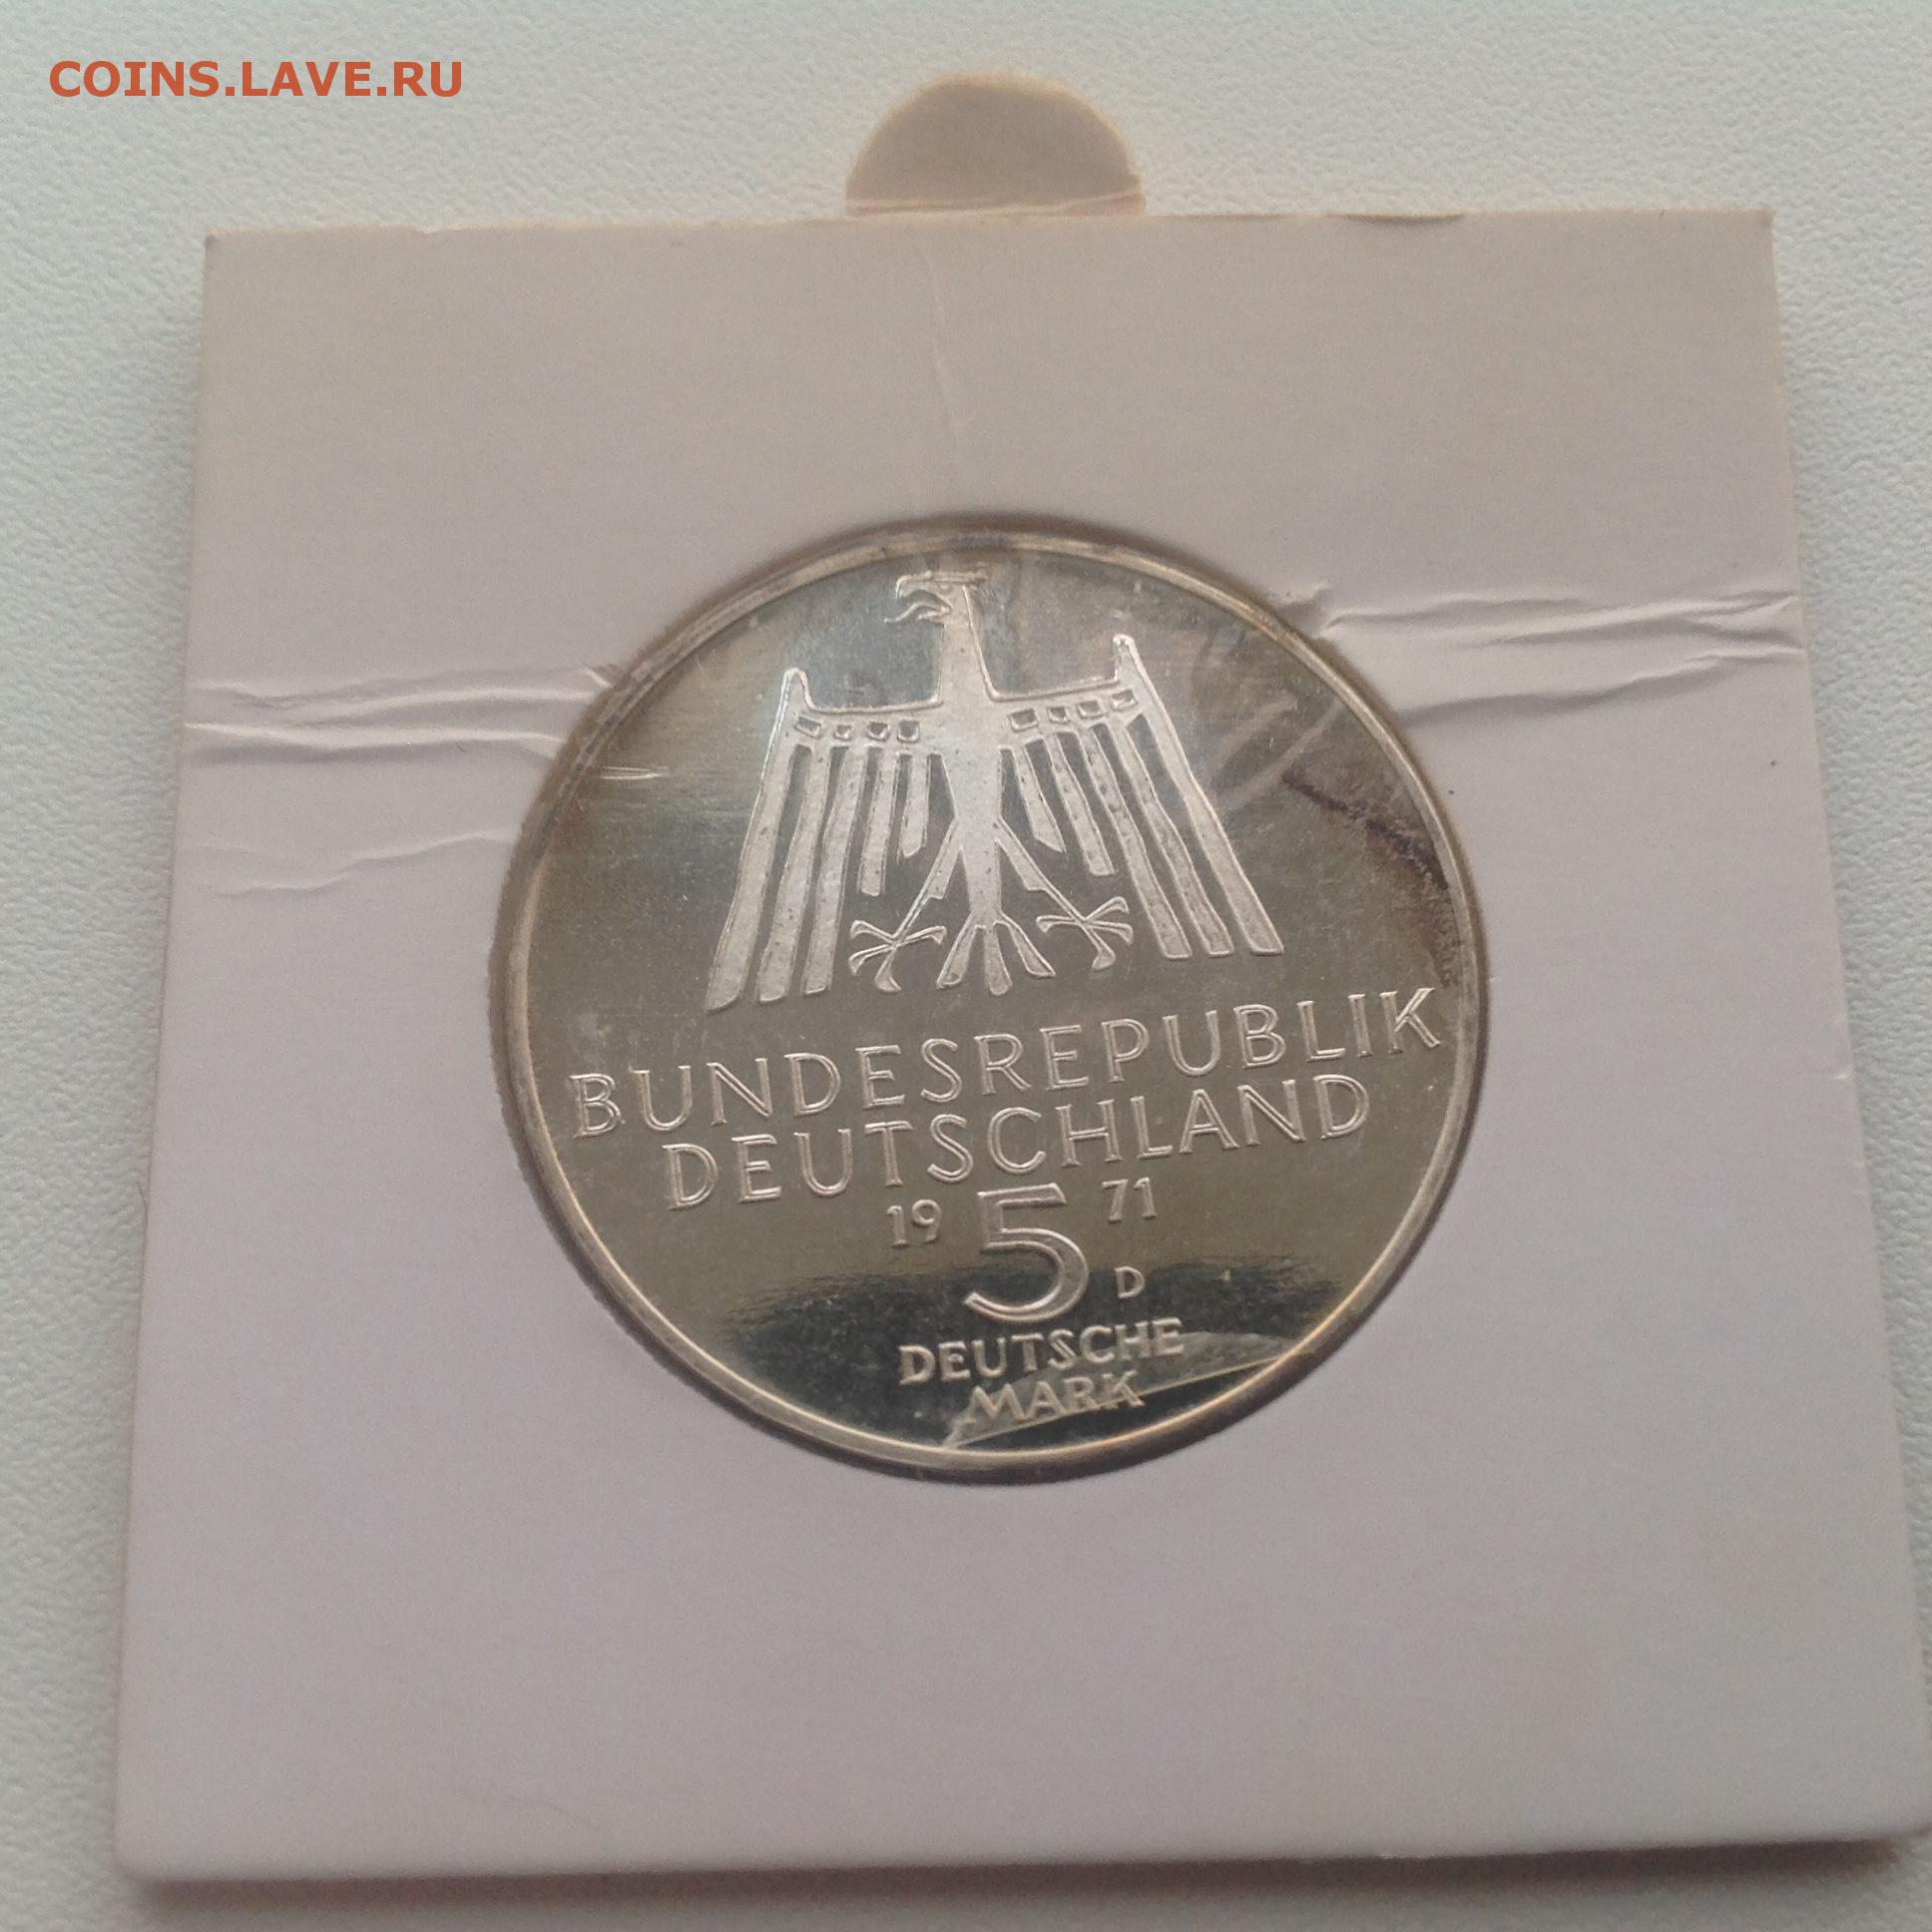 COINS.LAVE.RU
BUNDESREPUBLIK
DEUTSCHLAND
19 5 71
D
DEUTSCHE
MARK